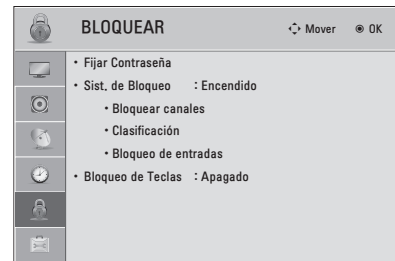 BLOQUEAR Mover OK
• Fijar Contraseña
• Sist. de Bloqueo : Encendido
• Bloquear canales
• Clasificación
• Bloqueo de entradas
• Bloqueo de Teclas : Apagado